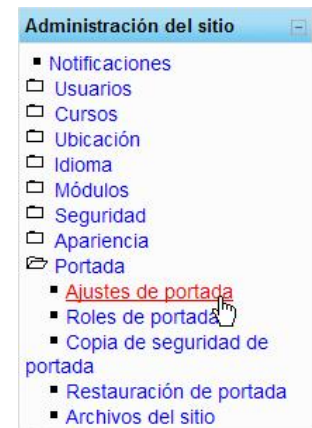 Administración del sitio
Notificaciones
Usuarios
Cursos
Ubicación
Idioma
Módulos
Seguridad
Apariencia
Portada
Ajustes de portada
Roles de portada
Copia de seguridad de
portada
Restauración de portada
Archivos del sitio